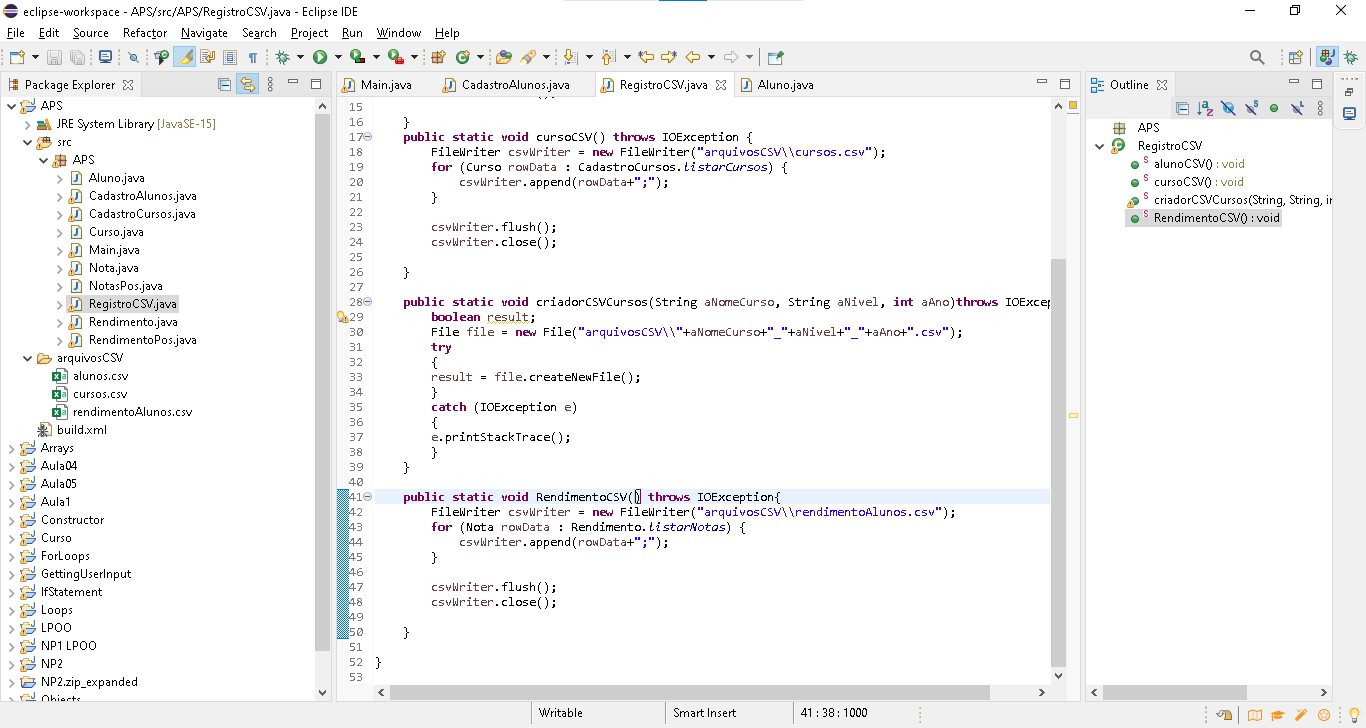 eclipse-workspace - APS/src/APS/RegistroCSV.java - Eclipse IDE
File Edit Source Refactor Navigate Search Project Run Window Help
Package Explorer
APS
JRE System Library [JavaSE-15]
src
APS
Aluno.java
CadastroAlunos.java
CadastroCursos.java
Curso.java
Main.java
Nota.java
NotasPos.java
RegistroCSV.java
Rendimento.java
RendimentoPos.java
arquivosCSV
alunos.csv
cursos.csv
rendimentoAlunos.csv
build.xml
Arrays
Aula04
Aula05
Aula1
Constructor
Curso
ForLoops
GettingUserInput
IfStatement
Loops
LPOO
NP1 LPOO
NP2
NP2.zip_expanded
Objects
Main.java CadastroAlunos.java RegistroCSV.java Aluno.java
15
16 }
17 public static void cursoCSV() throws IOException {
18 FileWriter csvWriter = new FileWriter("arquivosCSV\\cursos.csv");
19 for (Curso rowData : CadastroCursos.listarCursos) {
20 csvWriter.append(rowData+";");
21 }
22
23 csvWriter.flush();
24 csvWriter.close();
25
26 }
27
28 public static void criadorCSVCursos(String aNomeCurso, String aNivel, int aAno)throws IOExcep
29 boolean result;
30 File file = new File("arquivosCSV\\"+aNomeCurso+"_"+aNivel+"_"+aAno+".csv");
31 try
32 {
33 result = file.createNewFile();
34 }
35 catch (IOException e)
36 {
37 e.printStackTrace();
38 }
39 }
40
41 public static void RendimentoCSV() throws IOException{
42 FileWriter csvWriter = new FileWriter("arquivosCSV\\rendimentoAlunos.csv");
43 for (Nota rowData : Rendimento.listarNotas) {
44 csvWriter.append(rowData+";");
45 }
46
47 csvWriter.flush();
48 csvWriter.close();
49
50 }
51
52 }
53
Outline
APS
RegistroCSV
alunoCSV() : void
cursoCSV() : void
criadorCSVCursos(String, String, in
RendimentoCSV() : void
Writable Smart Insert 41 : 38 : 1000